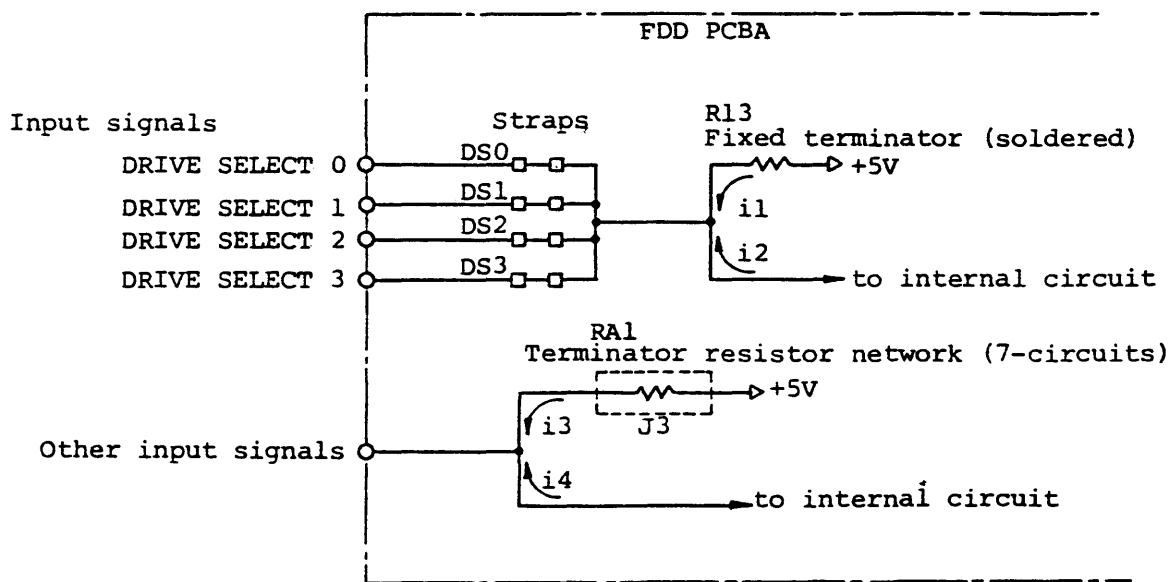 FDD PCBA
Input signals
Straps
R13
Fixed terminator (soldered)
DRIVE SELECT 0
DS0
+5V
DRIVE SELECT 1
DS1
i1
DRIVE SELECT 2
DS2
i2
DRIVE SELECT 3
DS3
to internal circuit
RA1
Terminator resistor network (7-circuits)
+5V
i3
J3
Other input signals
i4
to internal circuit